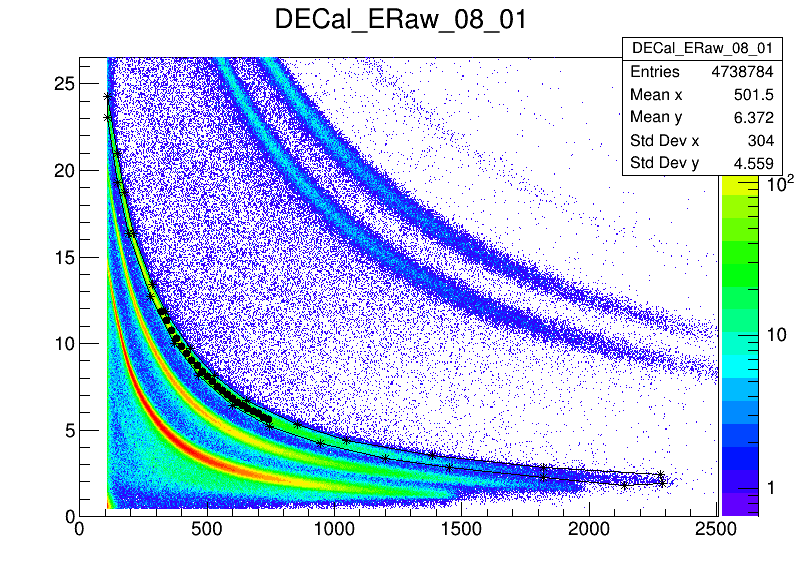 DECal_ERaw_08_01
DECal_ERaw_08_01
Entries 4738784
Mean x 501.5
Mean y 6.372
Std Dev x 304
Std Dev y 4.559
25
20
15
10
5
0
0 500 1000 1500 2000 2500
10²
10
1